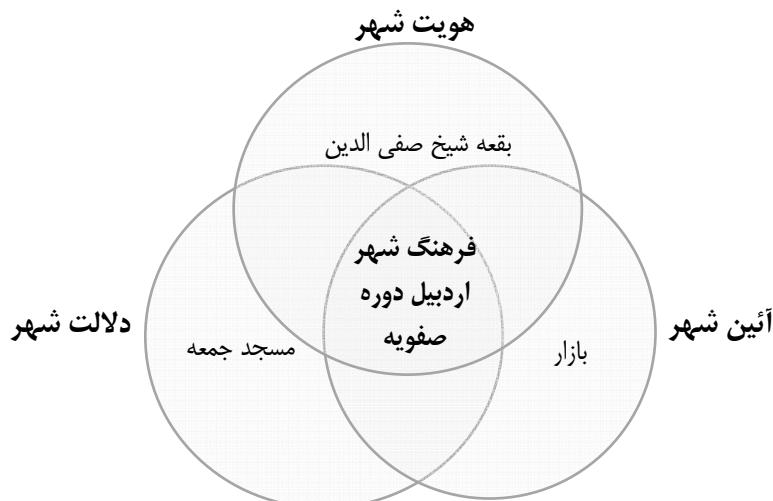 هویت شهر
بقعه شیخ صفی الدین
فرهنگ شهر
اردبیل دوره
صفویه
آئین شهر
بازار
مسجد جمعه
دلالت شهر